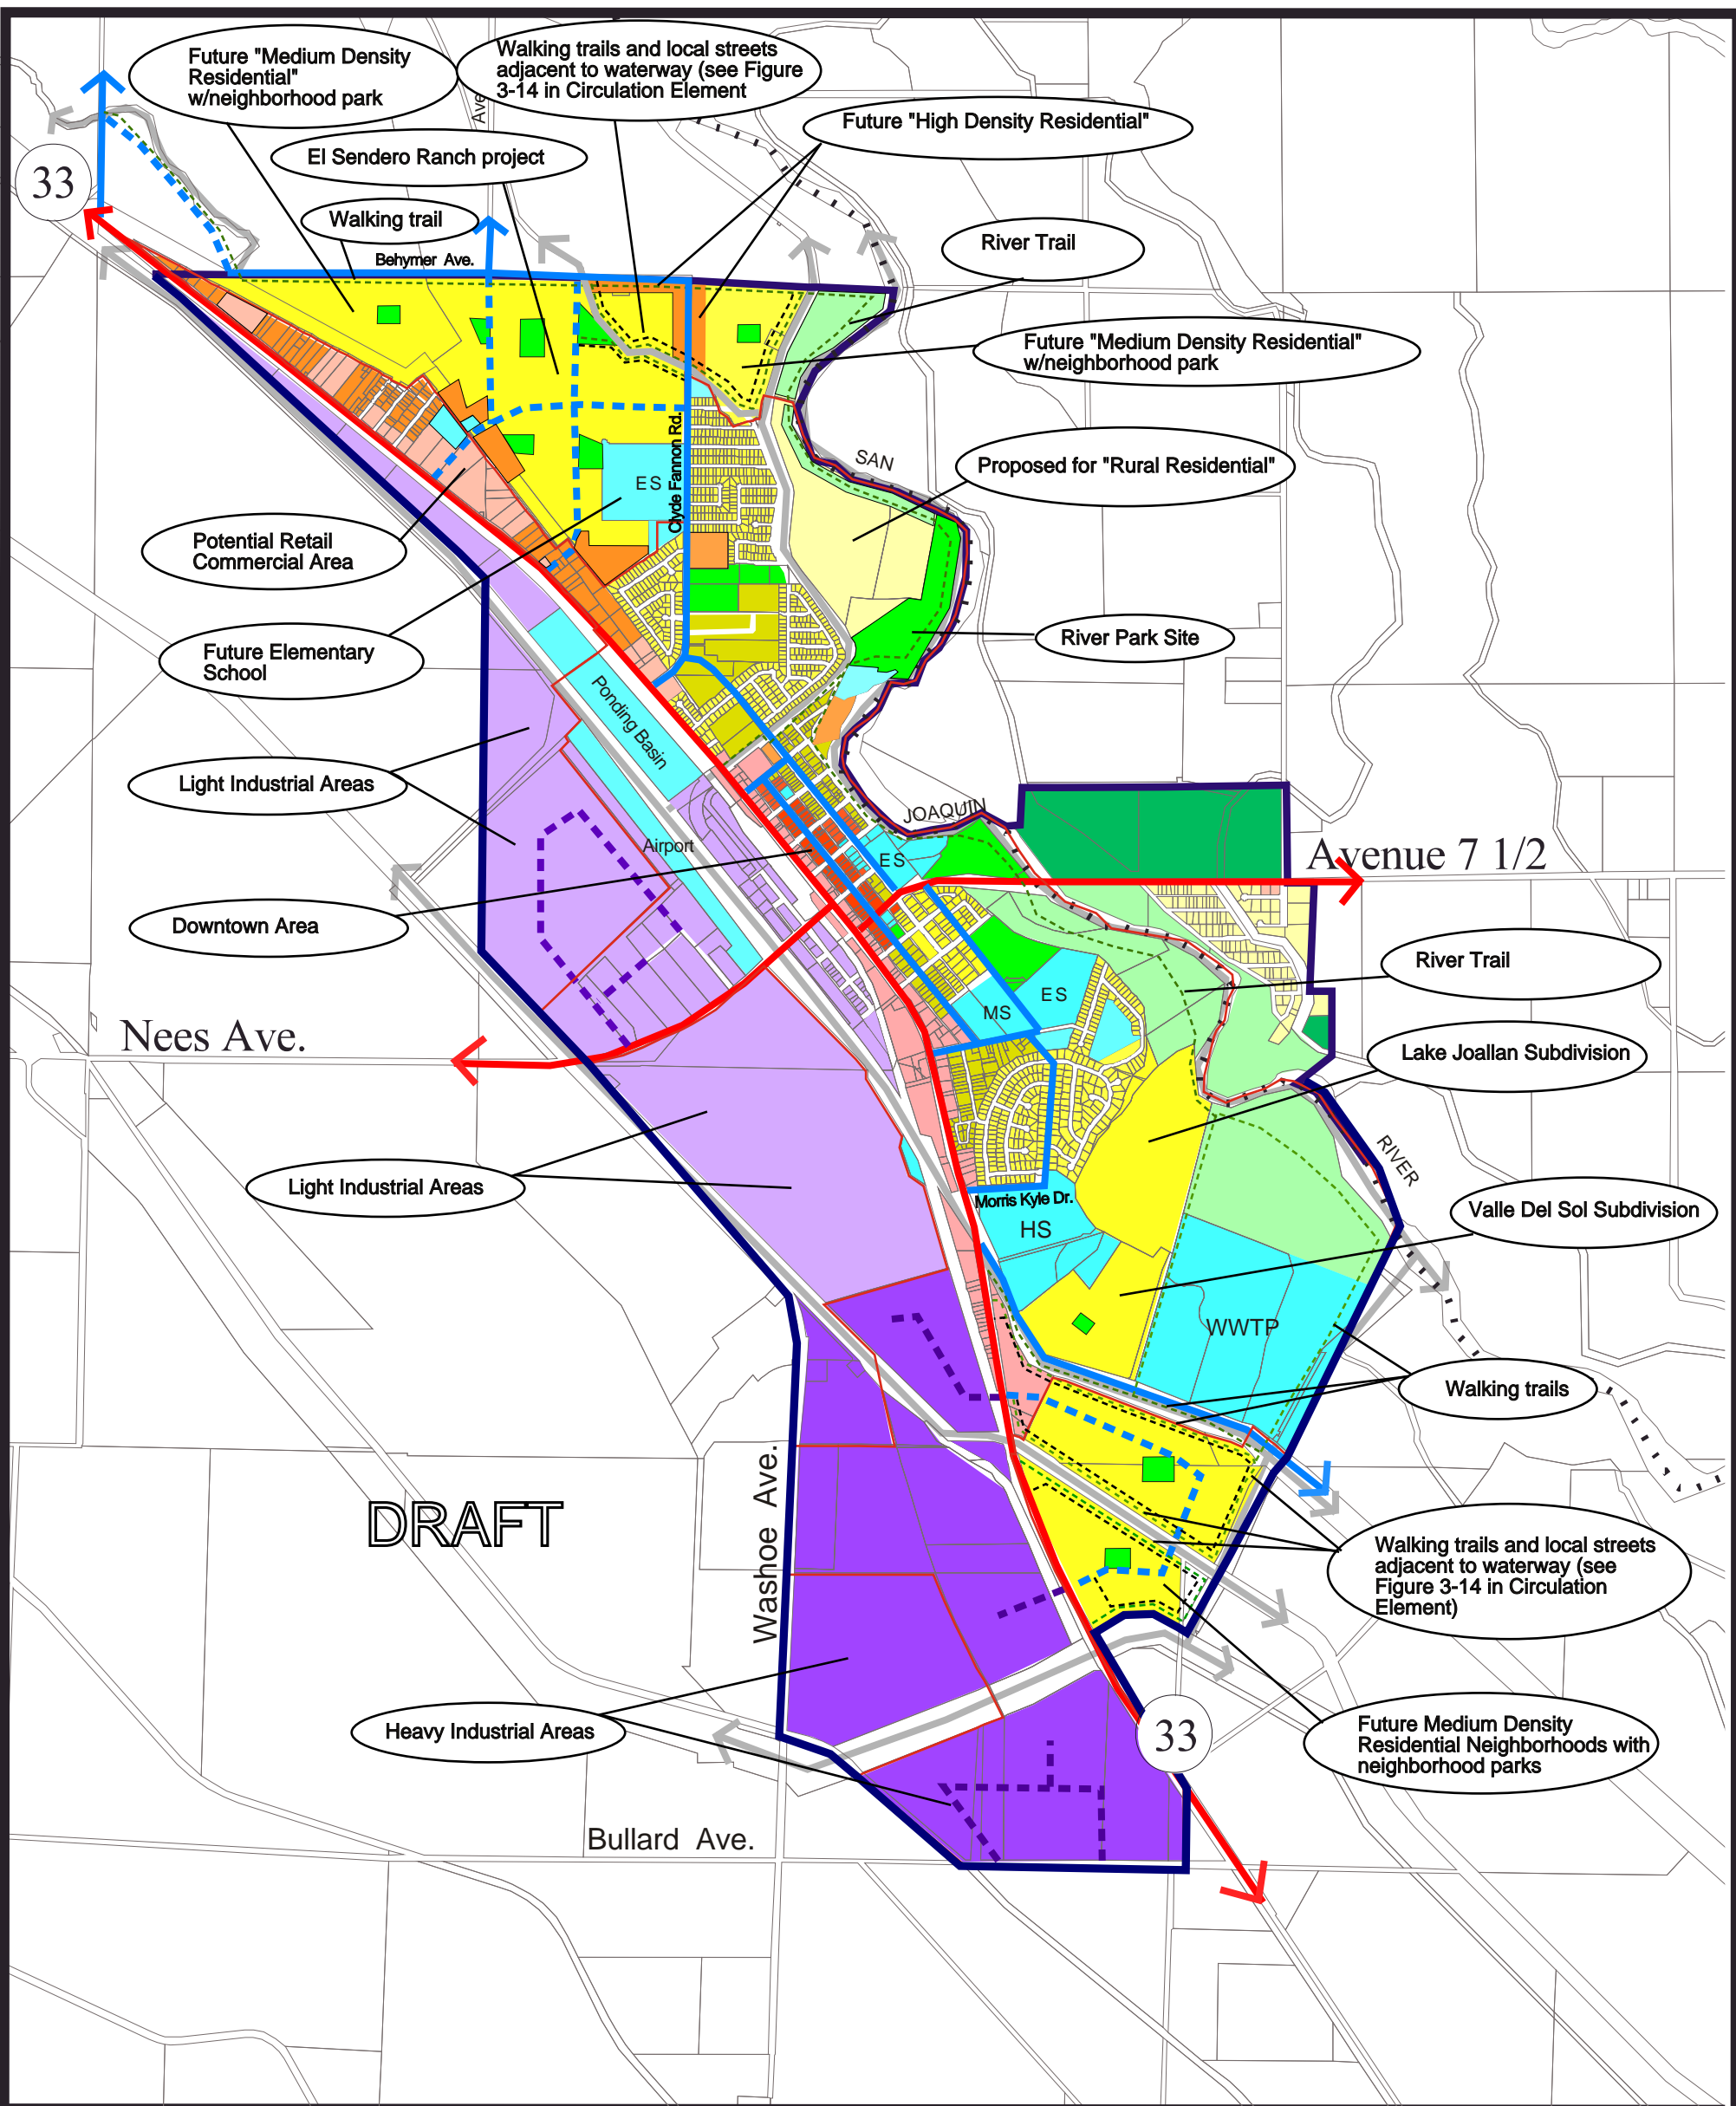 Future "Medium Density
Residential"
w/neighborhood park
Walking trails and local streets
adjacent to waterway (see Figure
3-14 in Circulation Element
Ave
Future "High Density Residential"
El Sendero Ranch project
33
Walking trail
River Trail
Behymer Ave.
Future "Medium Density Residential"
w/neighborhood park
Clyde Fannon Rd.
SAN
Proposed for "Rural Residential"
ES
Potential Retail
Commercial Area
River Park Site
Future Elementary
School
Ponding Basin
Light Industrial Areas
JOAQUIN
Airport
ES
Avenue 7 1/2
Downtown Area
River Trail
ES
MS
Nees Ave.
Lake Joallan Subdivision
RIVER
Light Industrial Areas
Morris Kyle Dr.
HS
Valle Del Sol Subdivision
WWTP
Walking trails
Washoe Ave.
DRAFT
Walking trails and local streets
adjacent to waterway (see
Figure 3-14 in Circulation
Element)
Heavy Industrial Areas
33
Future Medium Density
Residential Neighborhoods with
neighborhood parks
Bullard Ave.